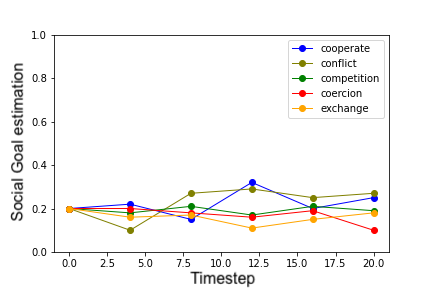 1.0
0.8
0.6
0.4
0.2
0.0
Social Goal estimation
cooperate
conflict
competition
coercion
exchange
0.0 2.5 5.0 7.5 10.0 12.5 15.0 17.5 20.0
Timestep